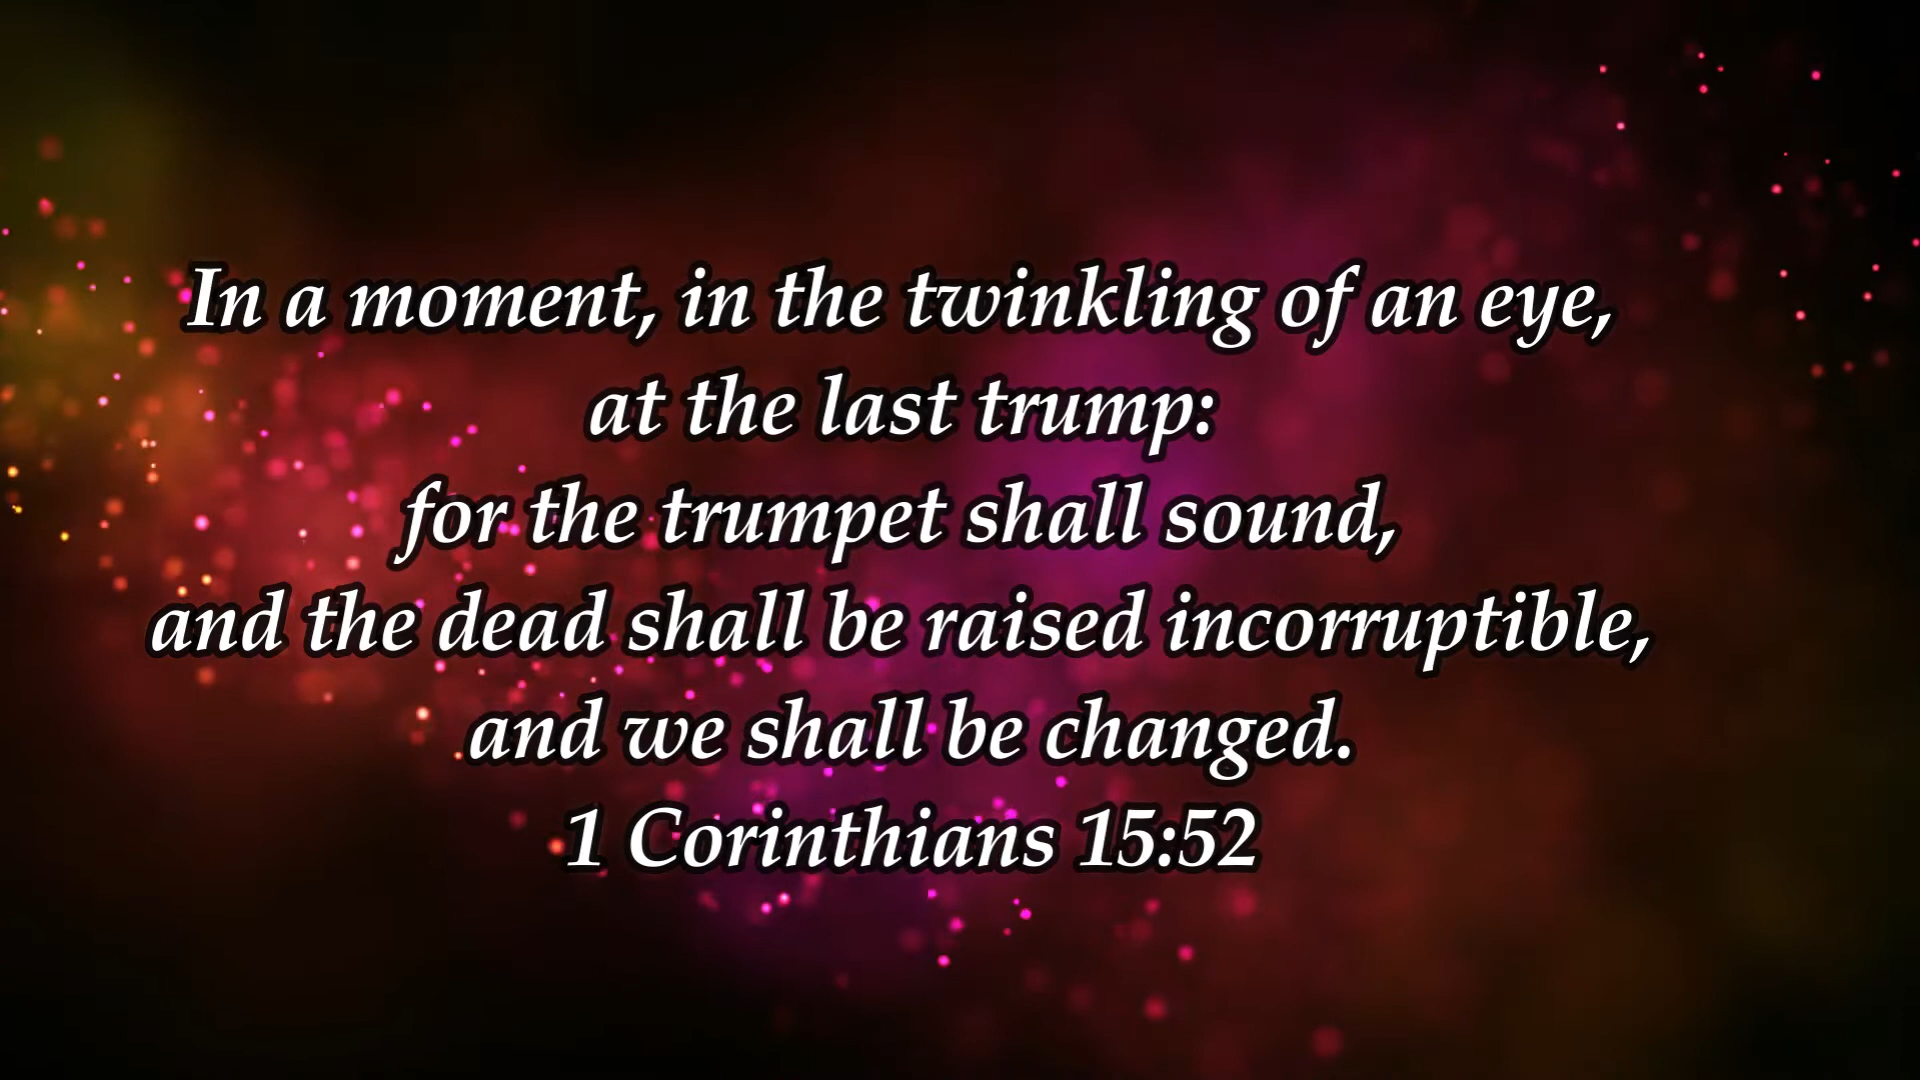 In a moment, in the twinkling of an eye,
at the last trump:
for the trumpet shall sound,
and the dead shall be raised incorruptible,
and we shall be changed.
1 Corinthians 15:52